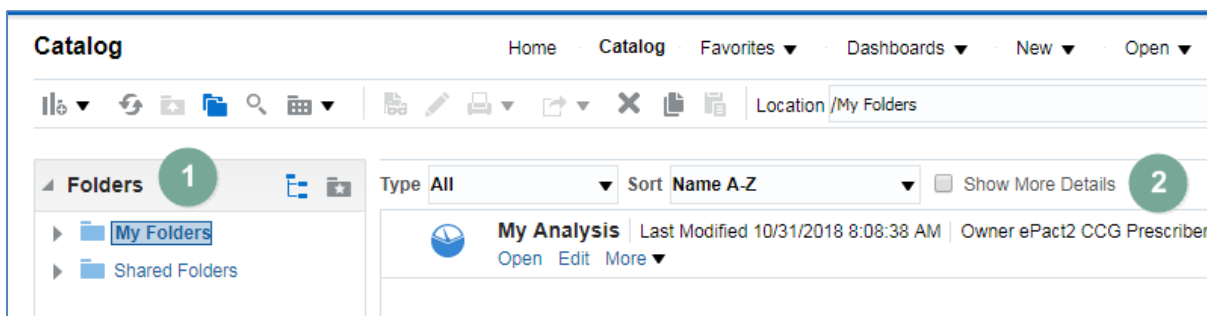 Catalog
Home Catalog Favorites Dashboards New Open
Location /My Folders
Folders 1
Type All Sort Name A-Z Show More Details 2
My Folders
My Analysis Last Modified 10/31/2018 8:08:38 AM Owner ePact2 CCG Prescriber
Open Edit More
Shared Folders